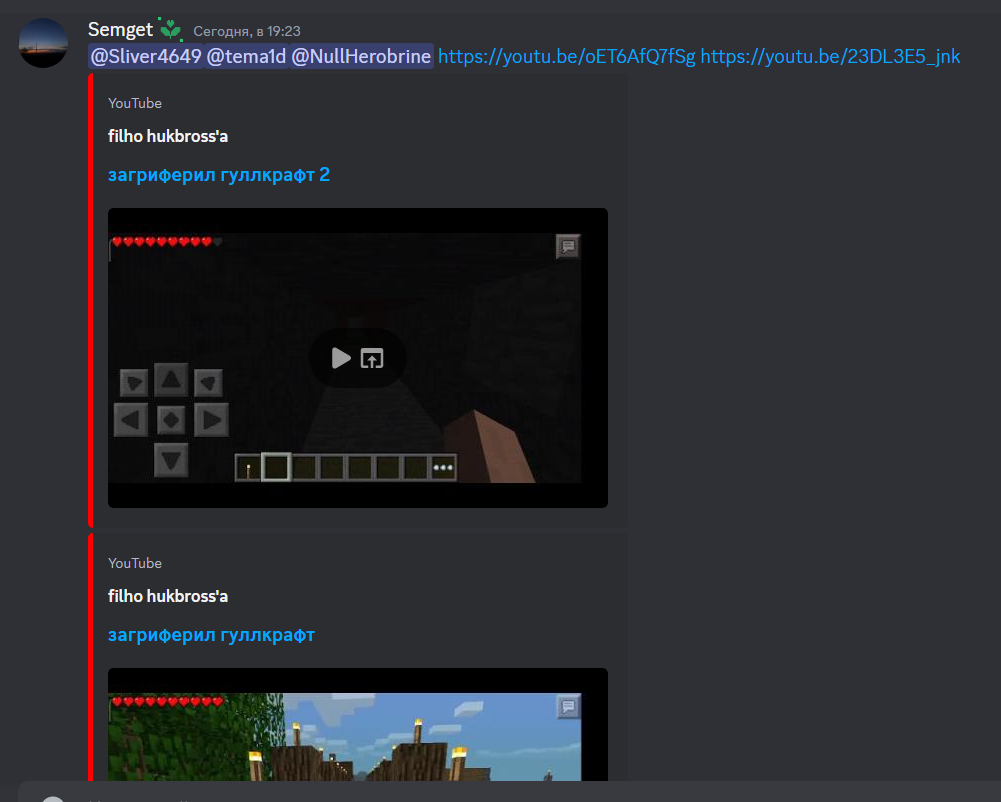 Semget Сегодня, в 19:23
@Sliver4649 @tema1d @NullHerobrine https://youtu.be/oET6AfQ7fSg https://youtu.be/23DL3E5_jnk
YouTube
filho hukbross'a
загриферил гуллкрафт 2
YouTube
filho hukbross'a
загриферил гуллкрафт